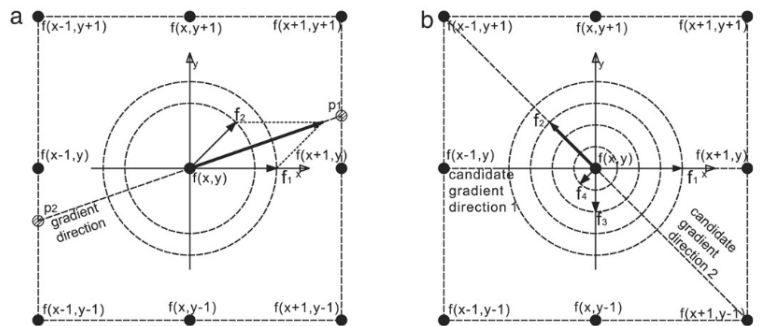 a
f(x-1,y+1)
f(x,y+1)
f(x+1,y+1)
y
p1
f2
f(x-1,y)
f(x+1,y)
f(x,y)
f1
x
p2
gradient
direction
f(x-1,y-1)
f(x,y-1)
f(x+1,y-1)
b
f(x-1,y+1)
f(x,y+1)
f(x+1,y+1)
y
f2
f(x-1,y)
f(x,y)
f(x+1,y)
candidate
gradient
direction 1
f1
x
f4
f3
candidate
gradient
direction 2
f(x-1,y-1)
f(x,y-1)
f(x+1,y-1)